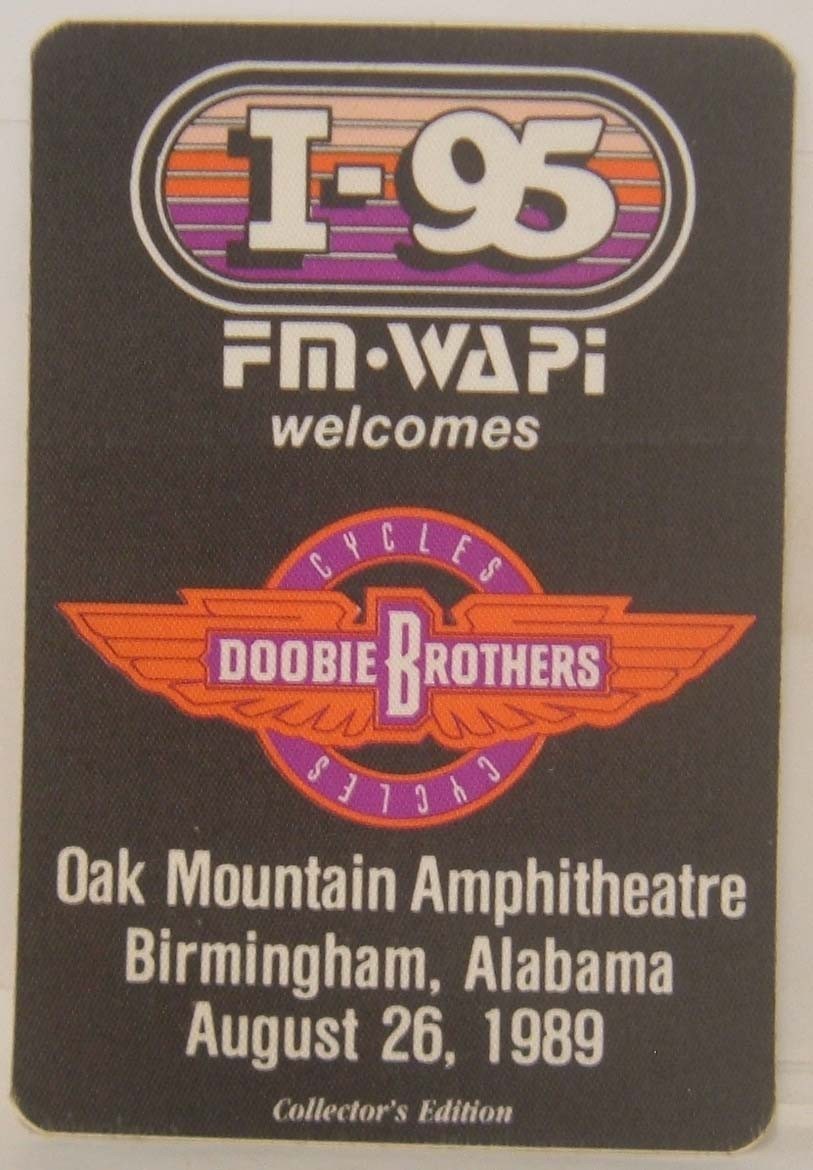 I-95
FM·WAPi
welcomes
CYCLES
DOOBIE BROTHERS
CYCLES
Oak Mountain Amphitheatre
Birmingham, Alabama
August 26, 1989
Collector's Edition